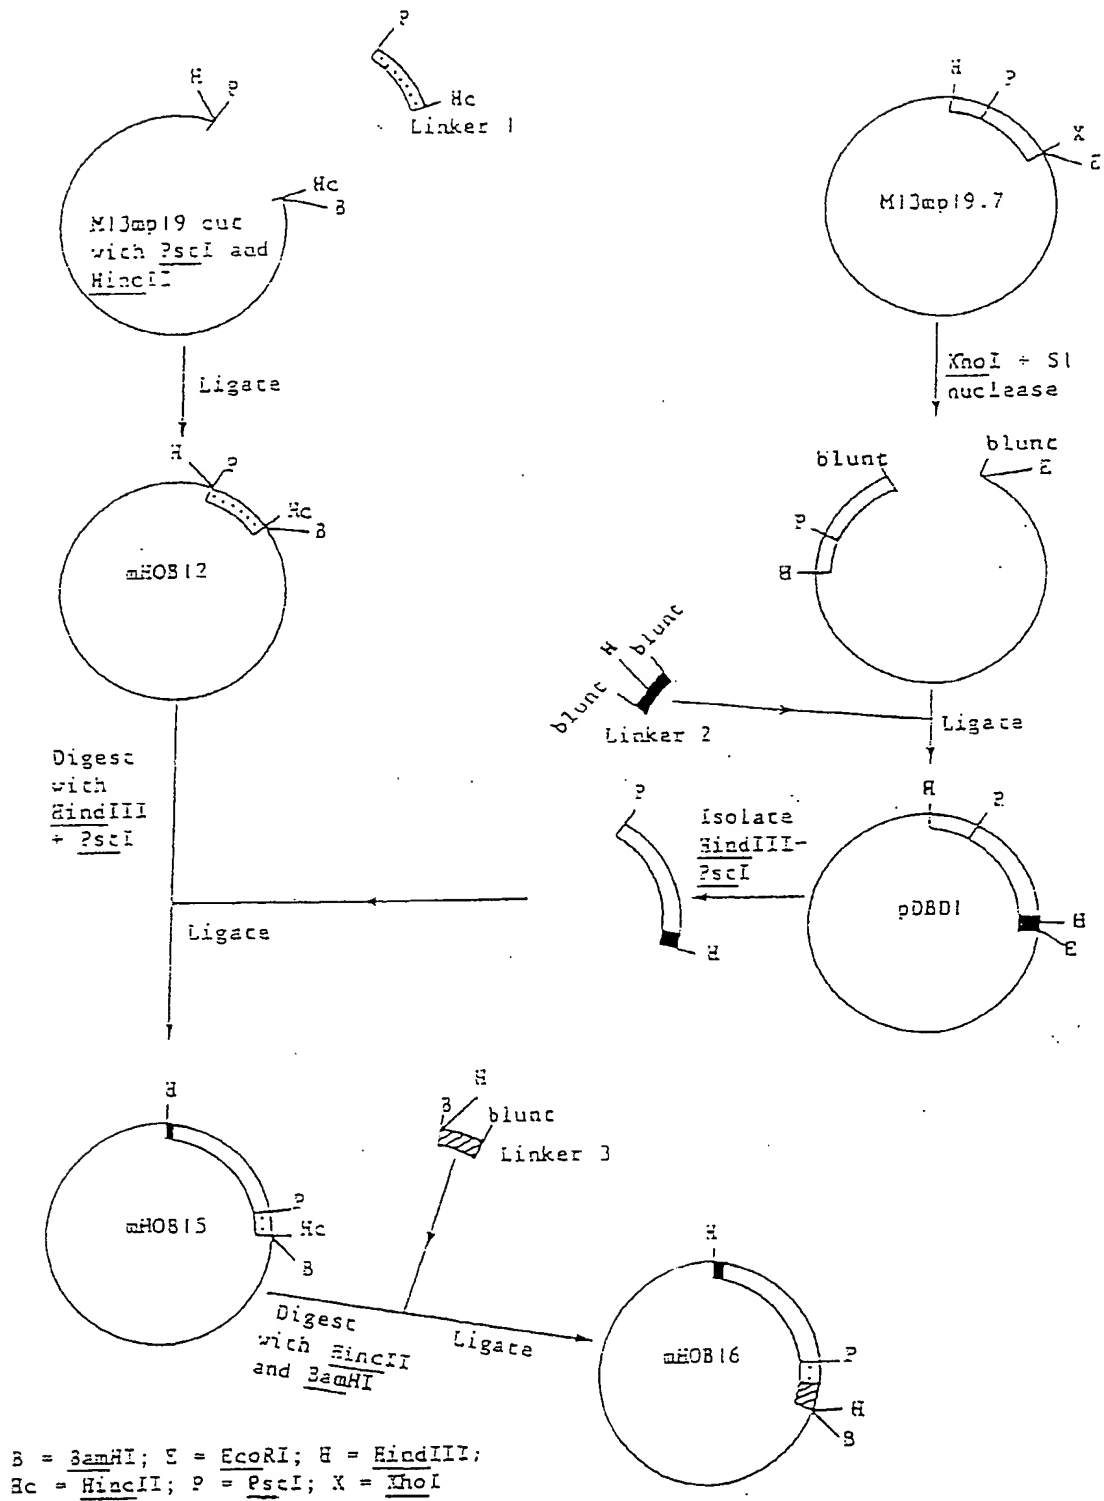 P
Hc
Linker 1
H
P
Hc
B
M13mp19 cut
with PstI and
HincII
Ligate
H
P
X
E
M13mp19.7
XhoI + S1
nuclease
H
P
Hc
B
mHOB12
blunt
blunt
E
P
H
H
blunt
blunt
Linker 2
Ligate
Digest
with
HindIII
+ PstI
Ligate
P
H
Isolate
HindIII-
PstI
H
P
pDBD1
H
E
H
P
Hc
B
mHOB15
H
B
blunt
Linker 3
Digest
with HincII
and BamHI
Ligate
H
mHOB16
P
H
B
B = BamHI; E = EcoRI; H = HindIII;
Hc = HincII; P = PstI; X = XhoI